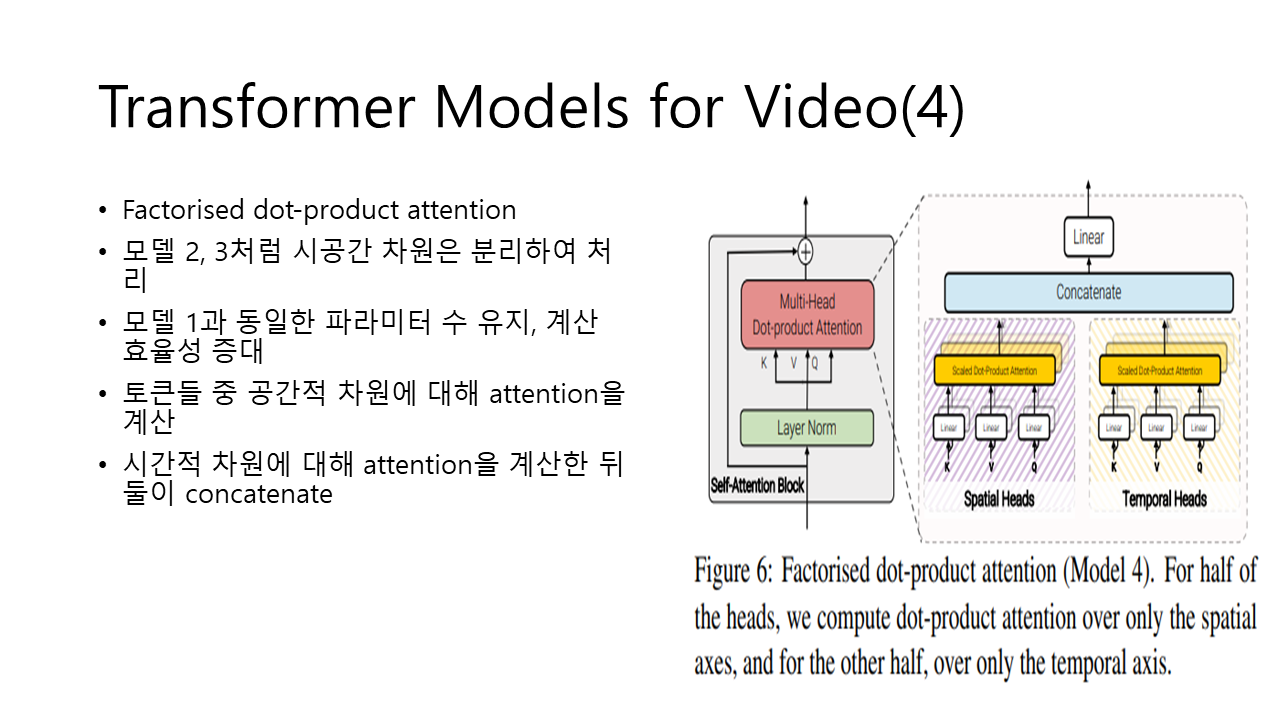 Transformer Models for Video(4)
• Factorised dot-product attention
• 모델 2, 3처럼 시공간 차원은 분리하여 처
리
• 모델 1과 동일한 파라미터 수 유지, 계산
효율성 증대
• 토큰들 중 공간적 차원에 대해 attention을
계산
• 시간적 차원에 대해 attention을 계산한 뒤
둘이 concatenate
Multi-Head
Dot-product Attention
K V Q
Layer Norm
Self-Attention Block
Linear
Concatenate
Scaled Dot-Product Attention
Linear Linear Linear
K V Q
Spatial Heads
Scaled Dot-Product Attention
Linear Linear Linear
K V Q
Temporal Heads
Figure 6: Factorised dot-product attention (Model 4). For half of
the heads, we compute dot-product attention over only the spatial
axes, and for the other half, over only the temporal axis.